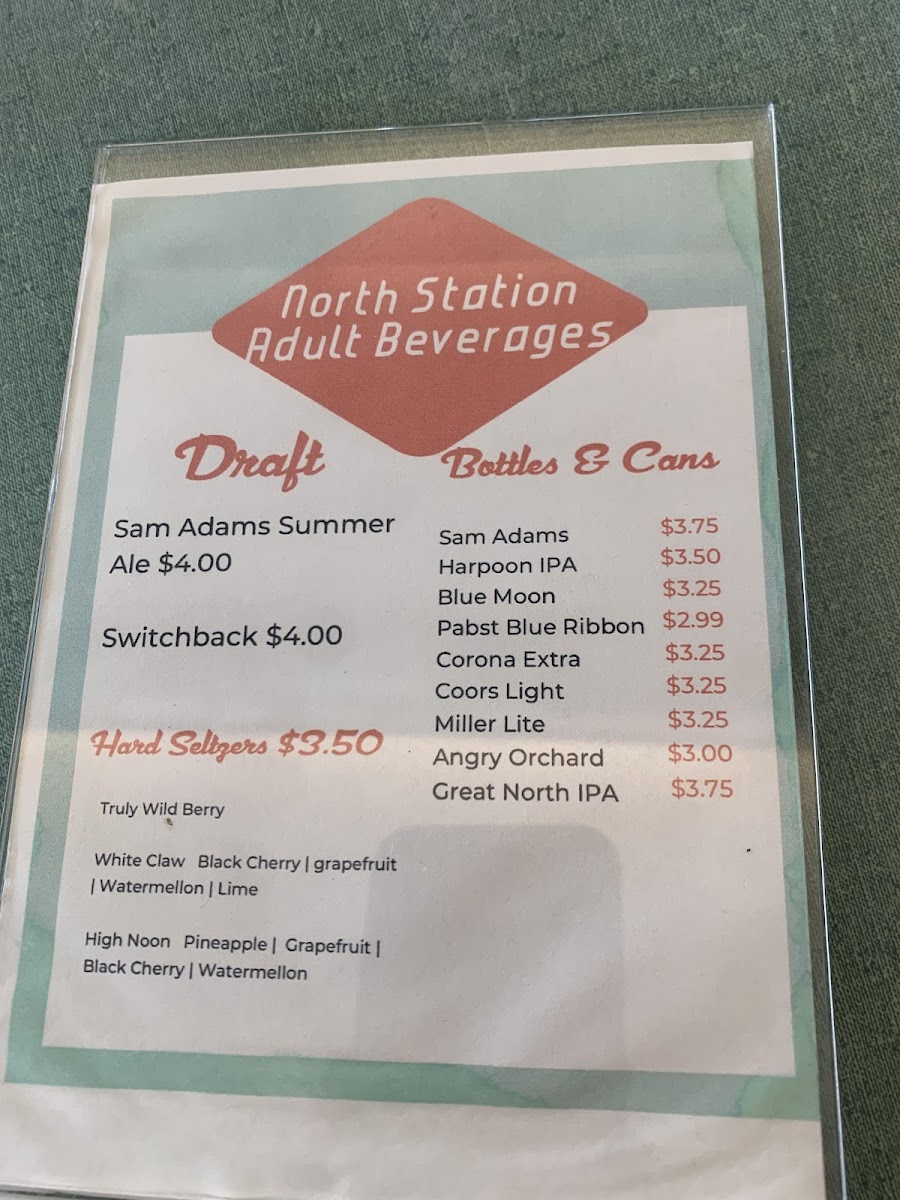 North Station
Adult Beverages
Draft
Sam Adams Summer
Ale $4.00
Switchback $4.00
Hard Seltzers $3.50
Truly Wild Berry
White Claw Black Cherry | grapefruit
| Watermellon | Lime
High Noon Pineapple | Grapefruit |
Black Cherry | Watermellon
Bottles & Cans
Sam Adams $3.75
Harpoon IPA $3.50
Blue Moon $3.25
Pabst Blue Ribbon $2.99
Corona Extra $3.25
Coors Light $3.25
Miller Lite $3.25
Angry Orchard $3.00
Great North IPA $3.75